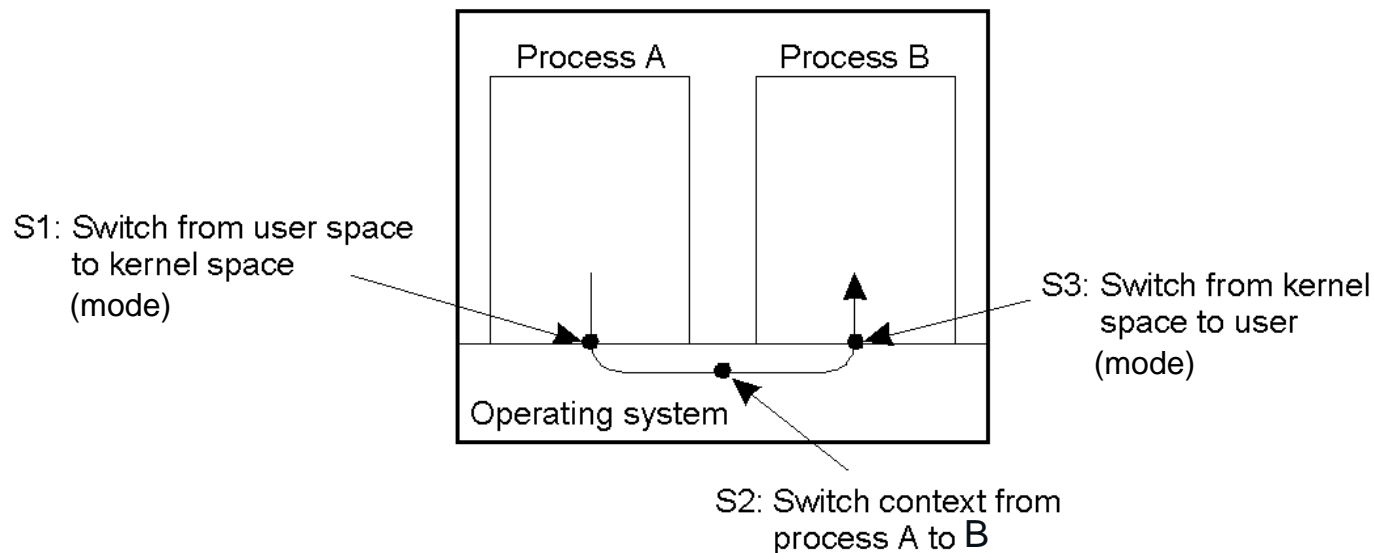 Process A
Process B
S1: Switch from user space
to kernel space
(mode)
S3: Switch from kernel
space to user
(mode)
Operating system
S2: Switch context from
process A to B